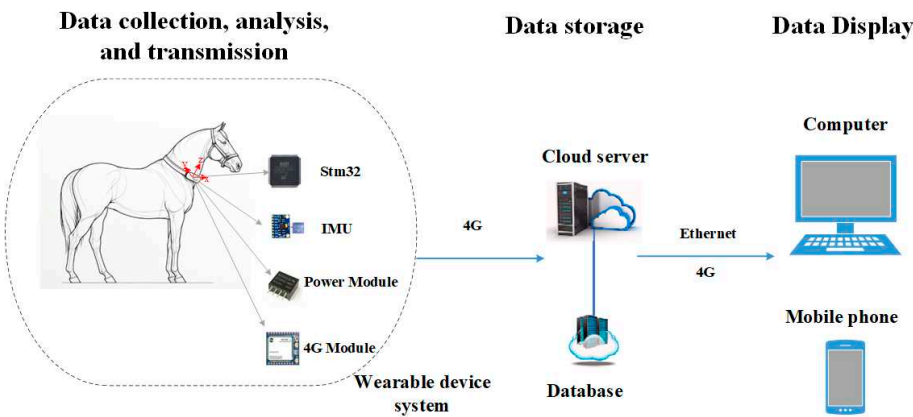 Data collection, analysis,
and transmission
Data storage
Data Display
Y
Z
X
Stm32
IMU
Power Module
4G Module
Wearable device
system
4G
Cloud server
Database
Ethernet
4G
Computer
Mobile phone